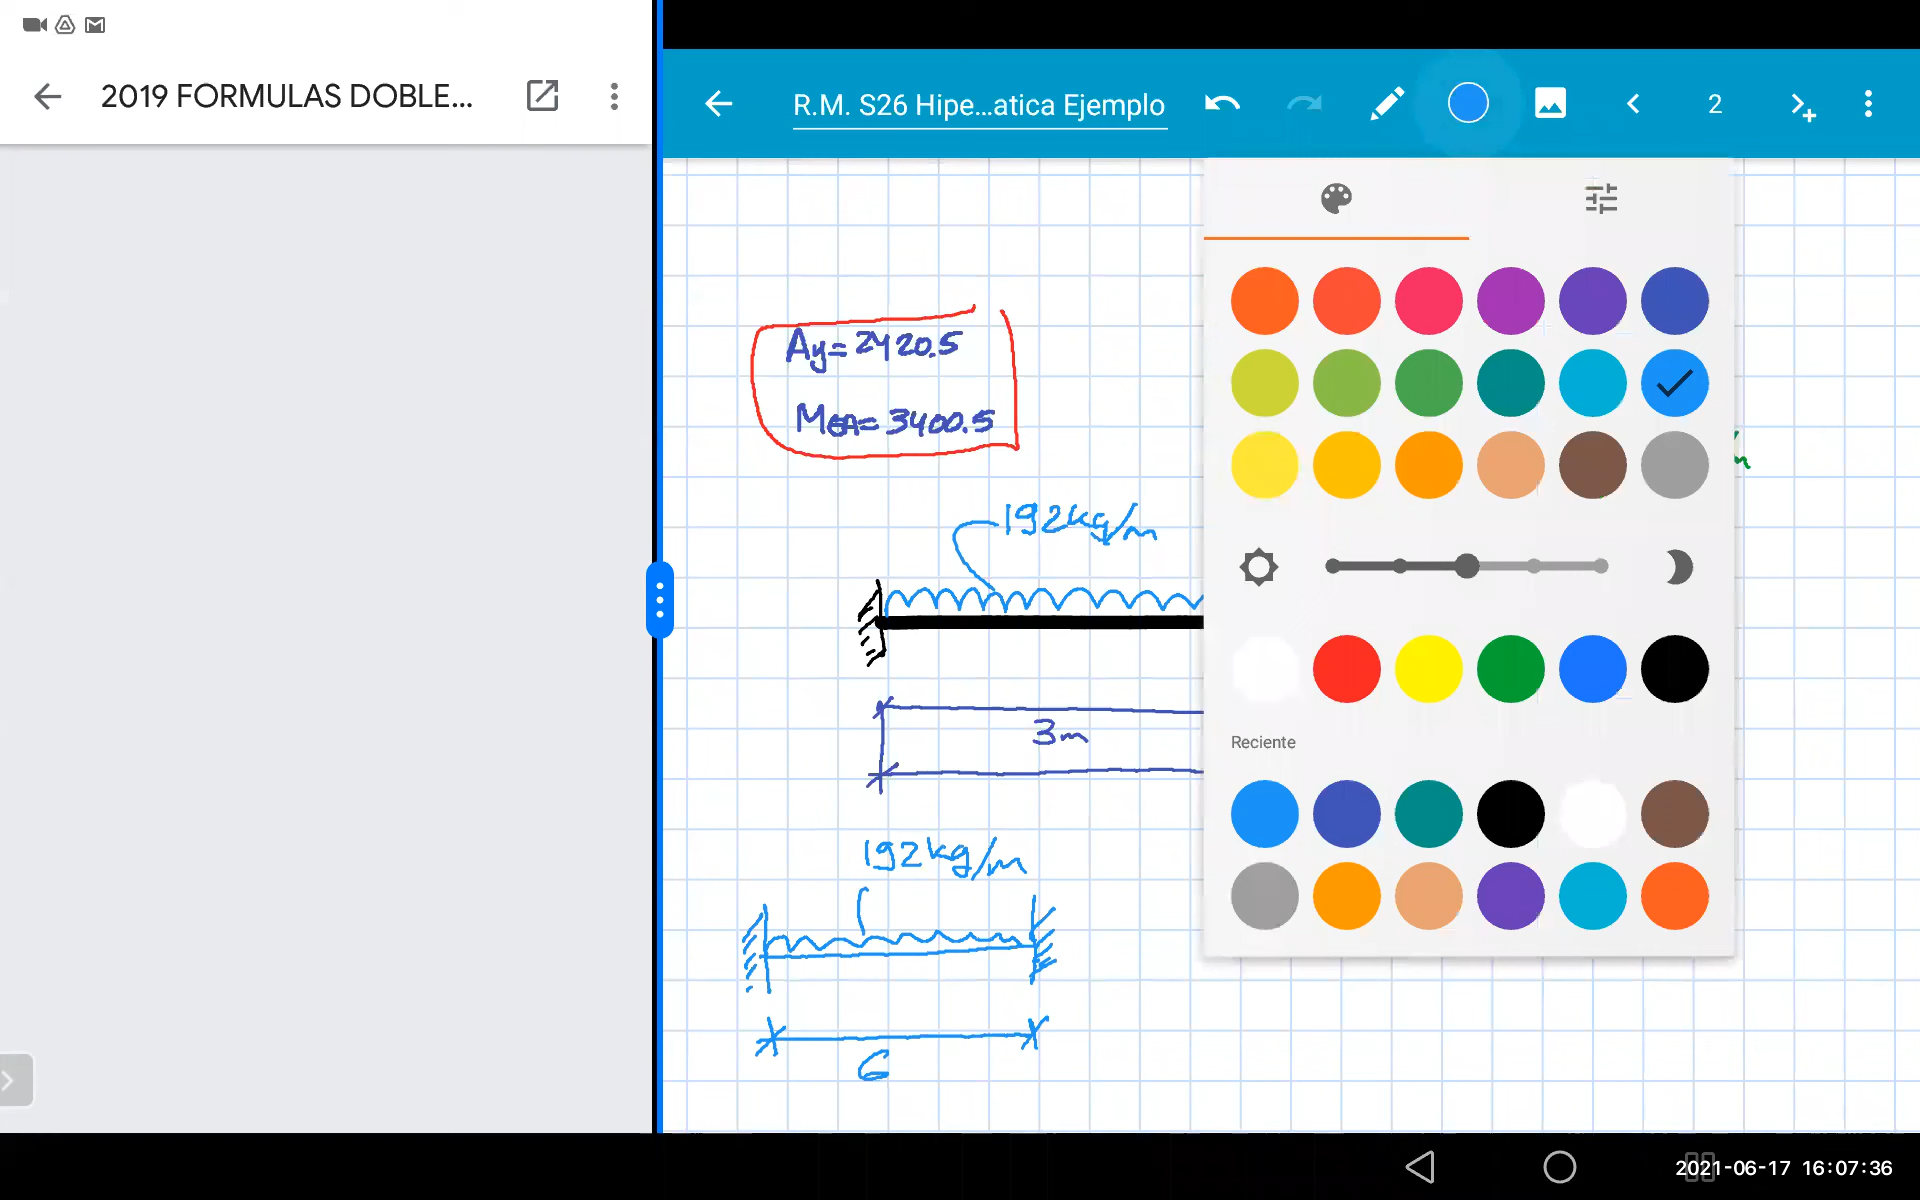 2019 FORMULAS DOBLE...
R.M. S26 Hipe...atica Ejemplo
2
Ay=2420.5
MEA=3400.5
192kg/m
3m
192kg/m
6
Reciente
2021-06-17 16:07:36